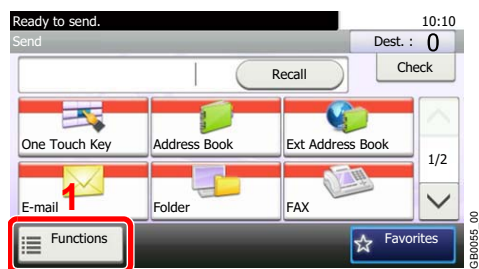 Ready to send. 10:10
Send Dest. : 0
Recall Check
One Touch Key Address Book Ext Address Book
1/2
E-mail 1 Folder FAX
Functions Favorites
GB0055_00